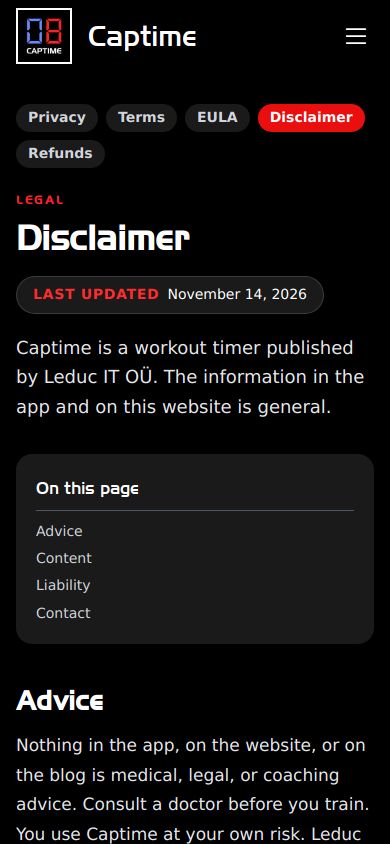 08
CAPTIME
Captime
Privacy
Terms
EULA
Disclaimer
Refunds
LEGAL
Disclaimer
LAST UPDATED November 14, 2026
Captime is a workout timer published
by Leduc IT OÜ. The information in the
app and on this website is general.
On this page
Advice
Content
Liability
Contact
Advice
Nothing in the app, on the website, or on
the blog is medical, legal, or coaching
advice. Consult a doctor before you train.
You use Captime at your own risk. Leduc